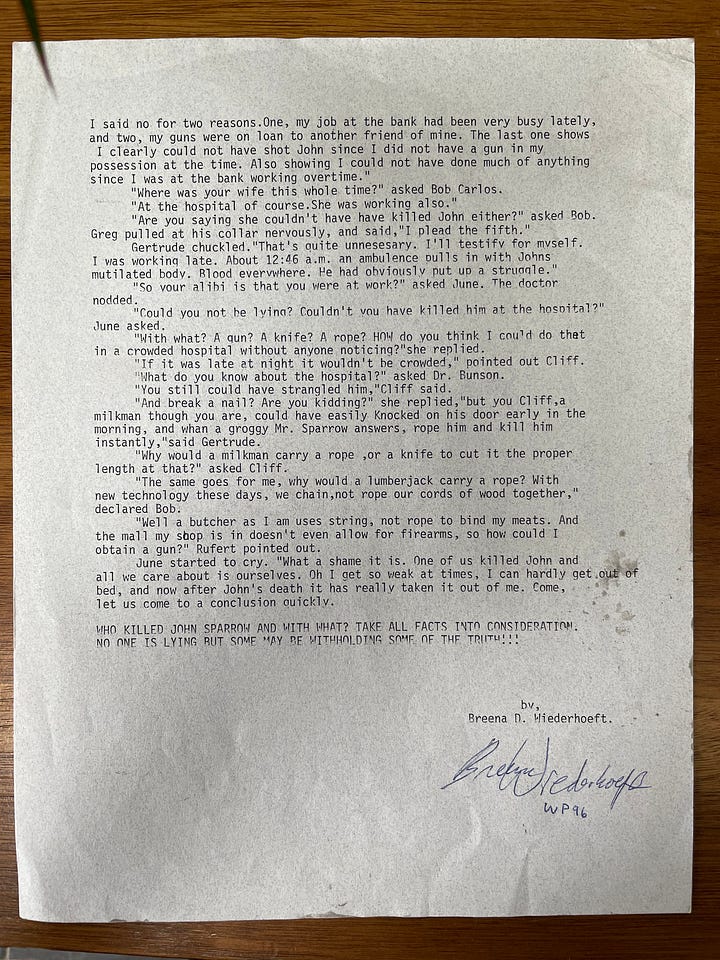 I said no for two reasons.One, my job at the bank had been very busy lately,
and two, my guns were on loan to another friend of mine. The last one shows
I clearly could not have shot John since I did not have a gun in my
possession at the time. Also showing I could not have done much of anything
since I was at the bank working overtime."
"Where was your wife this whole time?" asked Bob Carlos.
"At the hospital of course.She was working also."
"Are you saying she couldn't have have killed John either?" asked Bob.
Greg pulled at his collar nervously, and said,"I plead the fifth."
Gertrude chuckled."That's quite unnesesary. I'll testify for myself.
I was working late. About 12:46 a.m. an ambulence pulls in with Johns
mutilated body. Blood everywhere. He had obviously put up a struggle."
"So your alibi is that you were at work?" asked June. The doctor
nodded.
"Could you not be lying? Couldn't you have killed him at the hospital?"
June asked.
"With what? A gun? A knife? A rope? HOW do you think I could do that
in a crowded hospital without anyone noticing?"she replied.
"If it was late at night it wouldn't be crowded," pointed out Cliff.
"What do you know about the hospital?" asked Dr. Bunson.
"You still could have strangled him,"Cliff said.
"And break a nail? Are you kidding?" she replied,"but you Cliff,a
milkman though you are, could have easily Knocked on his door early in the
morning, and whan a groggy Mr. Sparrow answers, rope him and kill him
instantly,"said Gertrude.
"Why would a milkman carry a rope ,or a knife to cut it the proper
length at that?" asked Cliff.
"The same goes for me, why would a lumberjack carry a rope? With
new technology these days, we chain,not rope our cords of wood together,"
declared Bob.
"Well a butcher as I am uses string, not rope to bind my meats. And
the mall my shop is in doesn't even allow for firearms, so how could I
obtain a gun?" Rufert pointed out.
June started to cry. "What a shame it is. One of us killed John and
all we care about is ourselves. Oh I get so weak at times, I can hardly get out of
bed, and now after John's death it has really taken it out of me. Come,
let us come to a conclusion quickly.
WHO KILLED JOHN SPARROW AND WITH WHAT? TAKE ALL FACTS INTO CONSIDERATION.
NO ONE IS LYING BUT SOME MAY BE WITHHOLDING SOME OF THE TRUTH!!!
by,
Breena D. Wiederhoeft.
Breena Wiederhoeft
WP96